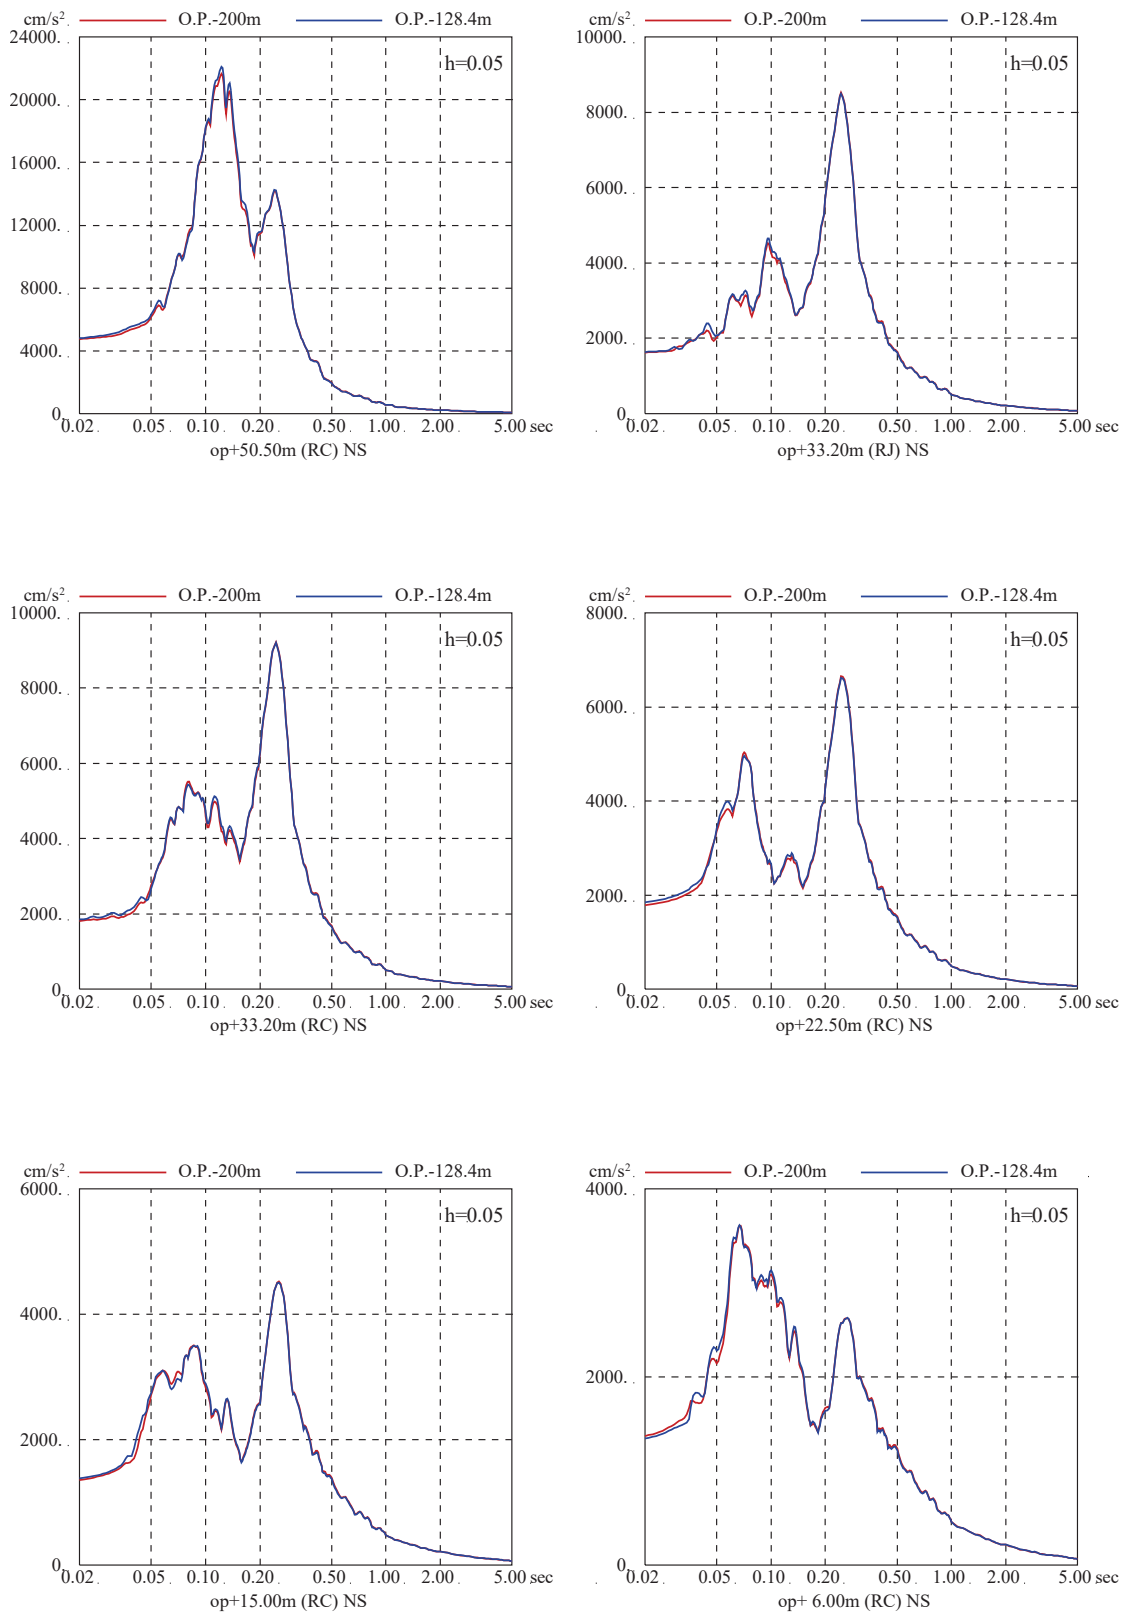 cm/s² O.P.-200m O.P.-128.4m
24000.
h=0.05
20000.
16000.
12000.
8000.
4000.
0.
0.02 0.05 0.10 0.20 0.50 1.00 2.00 5.00 sec
op+50.50m (RC) NS
cm/s² O.P.-200m O.P.-128.4m
10000.
h=0.05
8000.
6000.
4000.
2000.
0.
0.02 0.05 0.10 0.20 0.50 1.00 2.00 5.00 sec
op+33.20m (RJ) NS
cm/s² O.P.-200m O.P.-128.4m
10000.
h=0.05
8000.
6000.
4000.
2000.
0.
0.02 0.05 0.10 0.20 0.50 1.00 2.00 5.00 sec
op+33.20m (RC) NS
cm/s² O.P.-200m O.P.-128.4m
8000.
h=0.05
6000.
4000.
2000.
0.
0.02 0.05 0.10 0.20 0.50 1.00 2.00 5.00 sec
op+22.50m (RC) NS
cm/s² O.P.-200m O.P.-128.4m
6000.
h=0.05
4000.
2000.
0.
0.02 0.05 0.10 0.20 0.50 1.00 2.00 5.00 sec
op+15.00m (RC) NS
cm/s² O.P.-200m O.P.-128.4m
4000.
h=0.05
2000.
0.
0.02 0.05 0.10 0.20 0.50 1.00 2.00 5.00 sec
op+ 6.00m (RC) NS